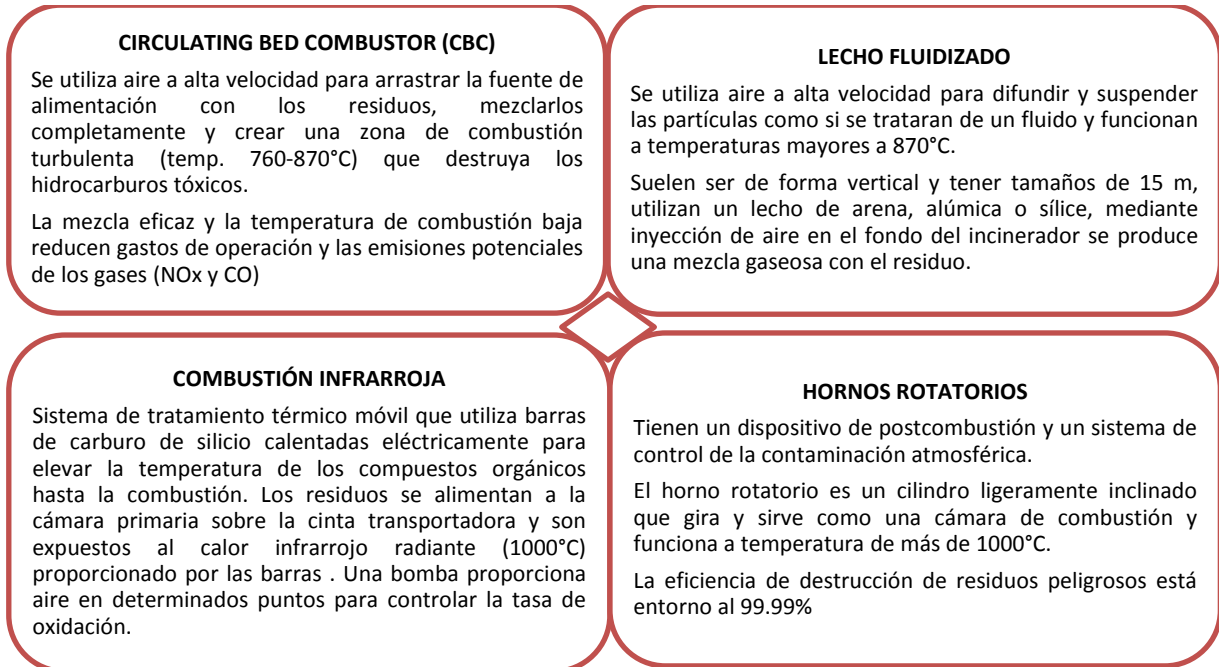 CIRCULATING BED COMBUSTOR (CBC)
Se utiliza aire a alta velocidad para arrastrar la fuente de
alimentación con los residuos, mezclarlos
completamente y crear una zona de combustión
turbulenta (temp. 760-870°C) que destruya los
hidrocarburos tóxicos.
La mezcla eficaz y la temperatura de combustión baja
reducen gastos de operación y las emisiones potenciales
de los gases (NOx y CO)
LECHO FLUIDIZADO
Se utiliza aire a alta velocidad para difundir y suspender
las partículas como si se trataran de un fluido y funcionan
a temperaturas mayores a 870°C.
Suelen ser de forma vertical y tener tamaños de 15 m,
utilizan un lecho de arena, alúmica o sílice, mediante
inyección de aire en el fondo del incinerador se produce
una mezcla gaseosa con el residuo.
COMBUSTIÓN INFRARROJA
Sistema de tratamiento térmico móvil que utiliza barras
de carburo de silicio calentadas eléctricamente para
elevar la temperatura de los compuestos orgánicos
hasta la combustión. Los residuos se alimentan a la
cámara primaria sobre la cinta transportadora y son
expuestos al calor infrarrojo radiante (1000°C)
proporcionado por las barras . Una bomba proporciona
aire en determinados puntos para controlar la tasa de
oxidación.
HORNOS ROTATORIOS
Tienen un dispositivo de postcombustión y un sistema de
control de la contaminación atmosférica.
El horno rotatorio es un cilindro ligeramente inclinado
que gira y sirve como una cámara de combustión y
funciona a temperatura de más de 1000°C.
La eficiencia de destrucción de residuos peligrosos está
entorno al 99.99%